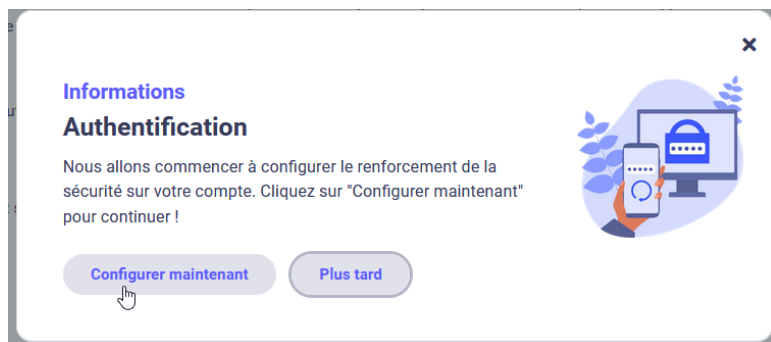 Informations
Authentification
Nous allons commencer à configurer le renforcement de la
sécurité sur votre compte. Cliquez sur "Configurer maintenant"
pour continuer !
Configurer maintenant
Plus tard